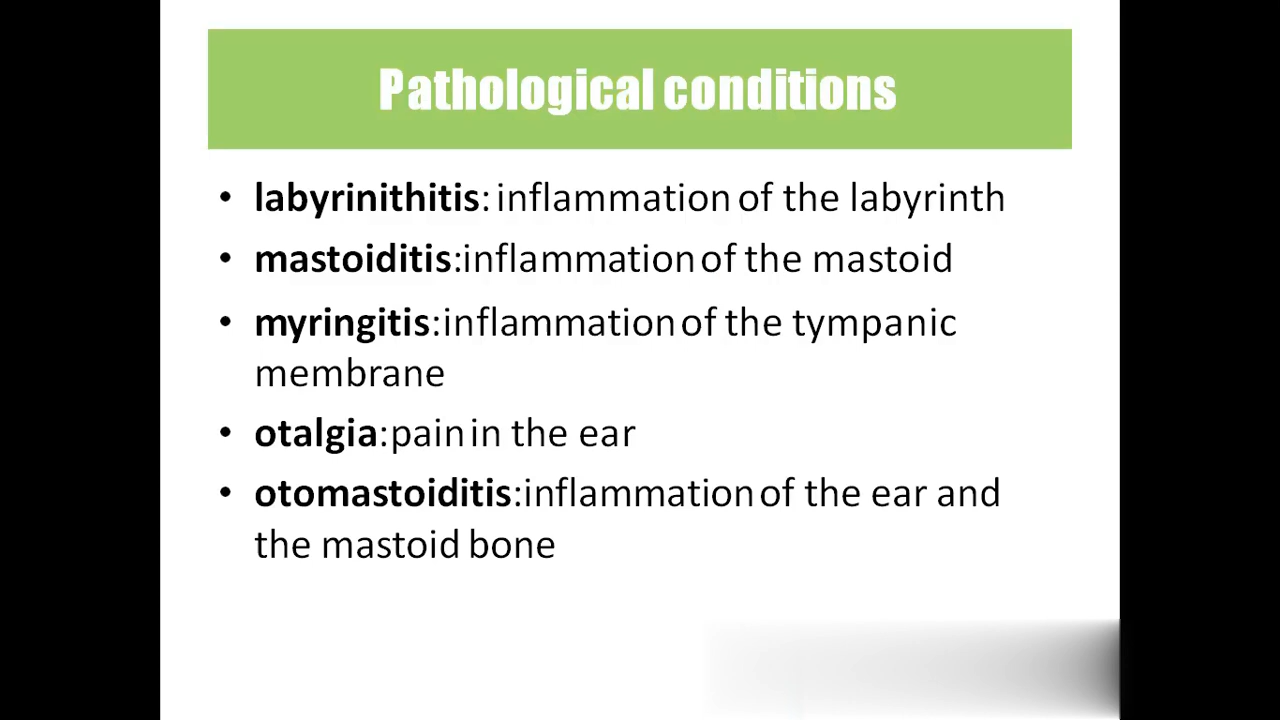 Pathological conditions
• labyrinithitis: inflammation of the labyrinth
• mastoiditis:inflammation of the mastoid
• myringitis:inflammation of the tympanic
membrane
• otalgia:pain in the ear
• otomastoiditis:inflammation of the ear and
the mastoid bone